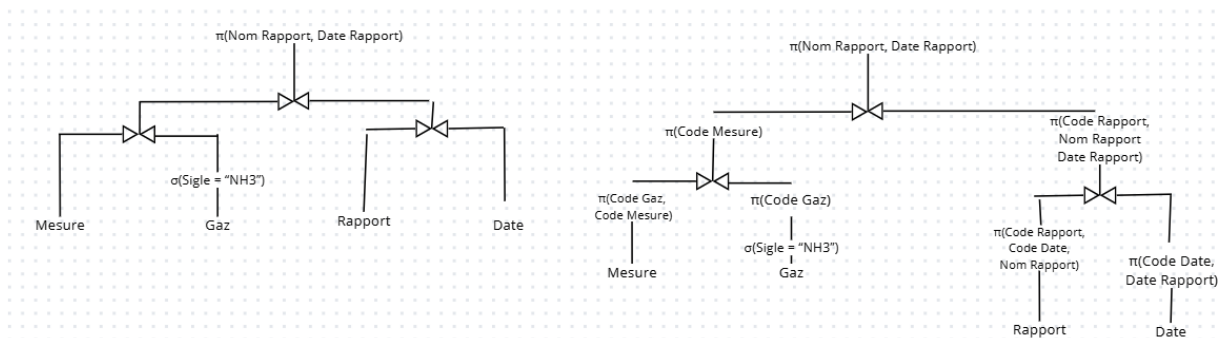 π(Nom Rapport, Date Rapport)
σ(Sigle = “NH3”)
Mesure
Gaz
Rapport
Date
π(Nom Rapport, Date Rapport)
π(Code Mesure)
π(Code Rapport,
Nom Rapport
Date Rapport)
π(Code Gaz,
Code Mesure)
π(Code Gaz)
σ(Sigle = “NH3”)
Mesure
Gaz
π(Code Rapport,
Code Date,
Nom Rapport)
π(Code Date,
Date Rapport)
Rapport
Date